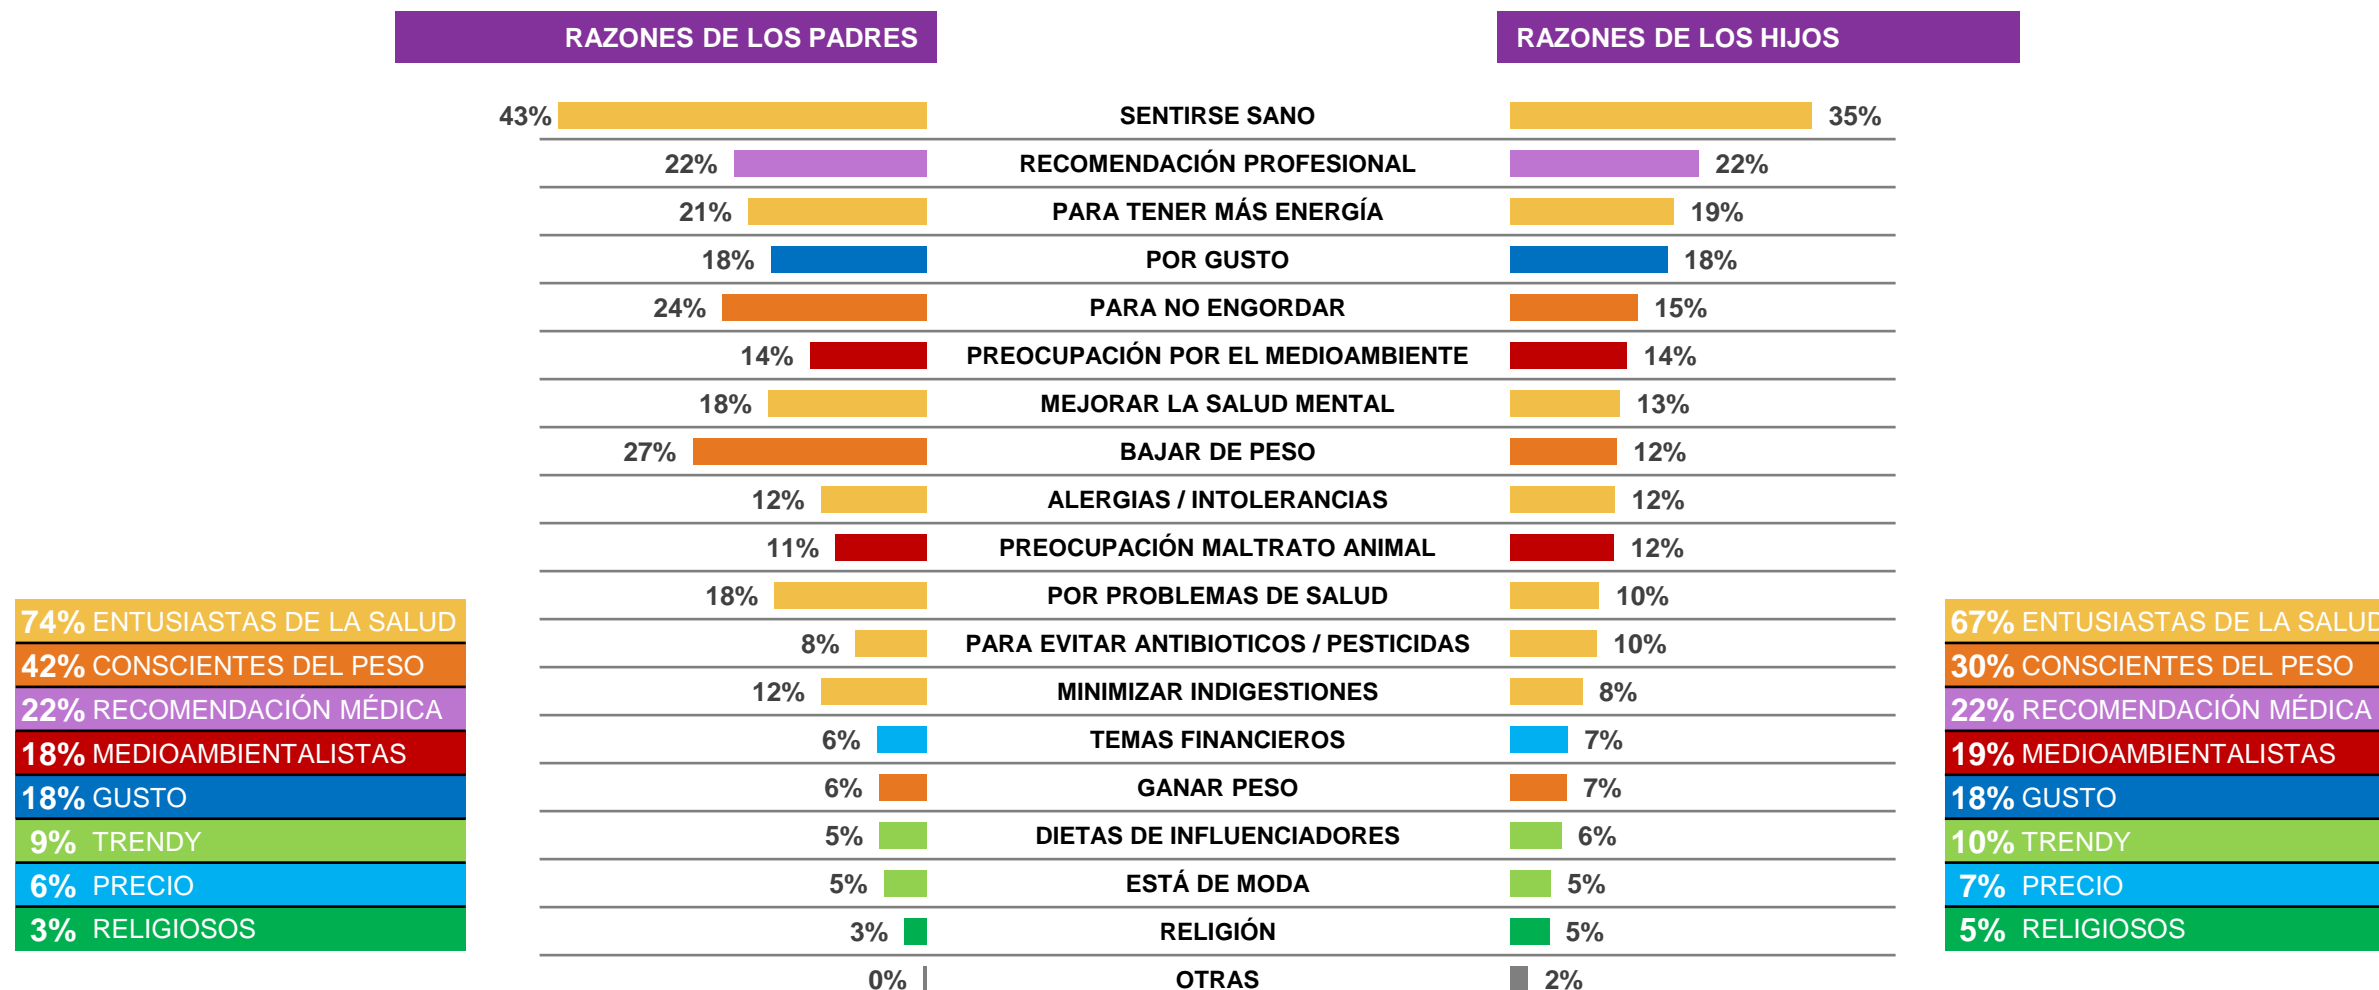 RAZONES DE LOS PADRES RAZONES DE LOS HIJOS
43% SENTIRSE SANO 35%
22% RECOMENDACIÓN PROFESIONAL 22%
21% PARA TENER MÁS ENERGÍA 19%
18% POR GUSTO 18%
24% PARA NO ENGORDAR 15%
14% PREOCUPACIÓN POR EL MEDIOAMBIENTE 14%
18% MEJORAR LA SALUD MENTAL 13%
27% BAJAR DE PESO 12%
12% ALERGIAS / INTOLERANCIAS 12%
11% PREOCUPACIÓN MALTRATO ANIMAL 12%
18% POR PROBLEMAS DE SALUD 10%
8% PARA EVITAR ANTIBIOTICOS / PESTICIDAS 10%
12% MINIMIZAR INDIGESTIONES 8%
6% TEMAS FINANCIEROS 7%
6% GANAR PESO 7%
5% DIETAS DE INFLUENCIADORES 6%
5% ESTÁ DE MODA 5%
3% RELIGIÓN 5%
0% OTRAS 2%
74% ENTUSIASTAS DE LA SALUD
42% CONSCIENTES DEL PESO
22% RECOMENDACIÓN MÉDICA
18% MEDIOAMBIENTALISTAS
18% GUSTO
9% TRENDY
6% PRECIO
3% RELIGIOSOS
67% ENTUSIASTAS DE LA SALUD
30% CONSCIENTES DEL PESO
22% RECOMENDACIÓN MÉDICA
19% MEDIOAMBIENTALISTAS
18% GUSTO
10% TRENDY
7% PRECIO
5% RELIGIOSOS